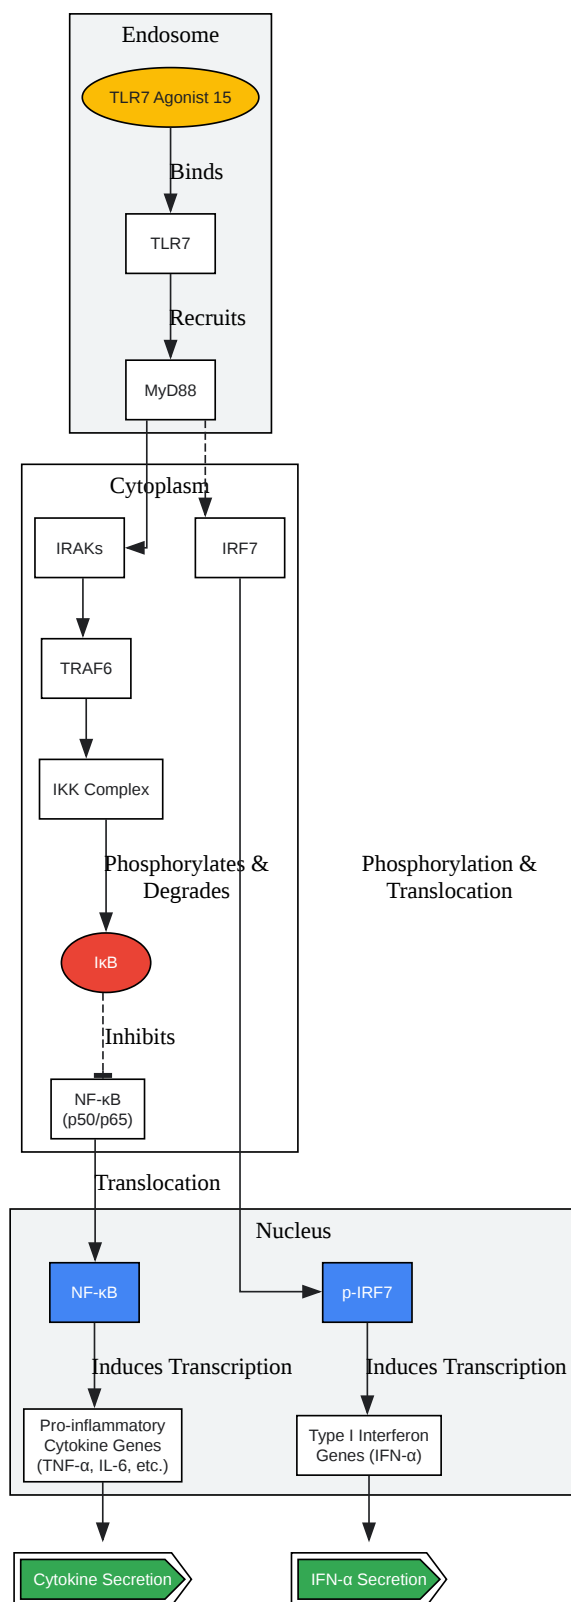 Endosome
TLR7 Agonist 15
Binds
TLR7
Recruits
MyD88
Cytoplasm
IRAKs
IRF7
TRAF6
IKK Complex
Phosphorylates &
Degrades
Phosphorylation &
Translocation
IκB
Inhibits
NF-κB
(p50/p65)
Translocation
Nucleus
NF-κB
p-IRF7
Induces Transcription
Induces Transcription
Pro-inflammatory
Cytokine Genes
(TNF-α, IL-6, etc.)
Type I Interferon
Genes (IFN-α)
Cytokine Secretion
IFN-α Secretion